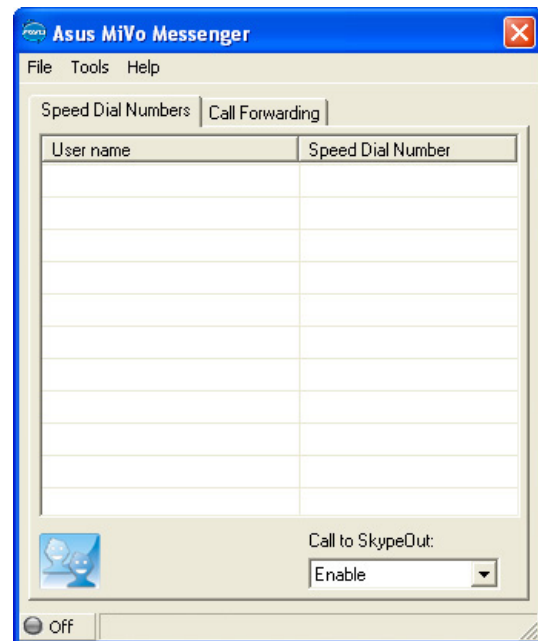 Asus MiVo Messenger
File Tools Help
Speed Dial Numbers Call Forwarding
User name Speed Dial Number
Call to SkypeOut:
Enable
Off